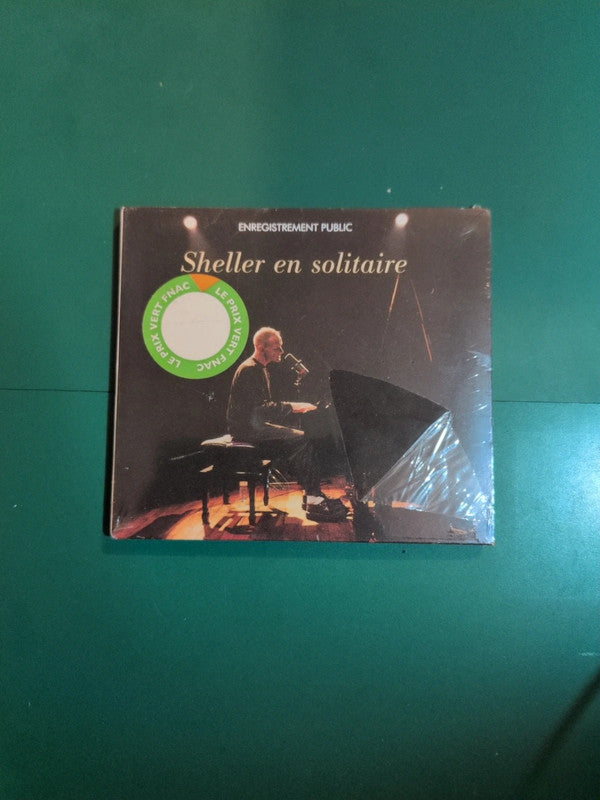 ENREGISTREMENT PUBLIC
Sheller en solitaire
LE PRIX VERT FNAC
LE PRIX VERT FNAC